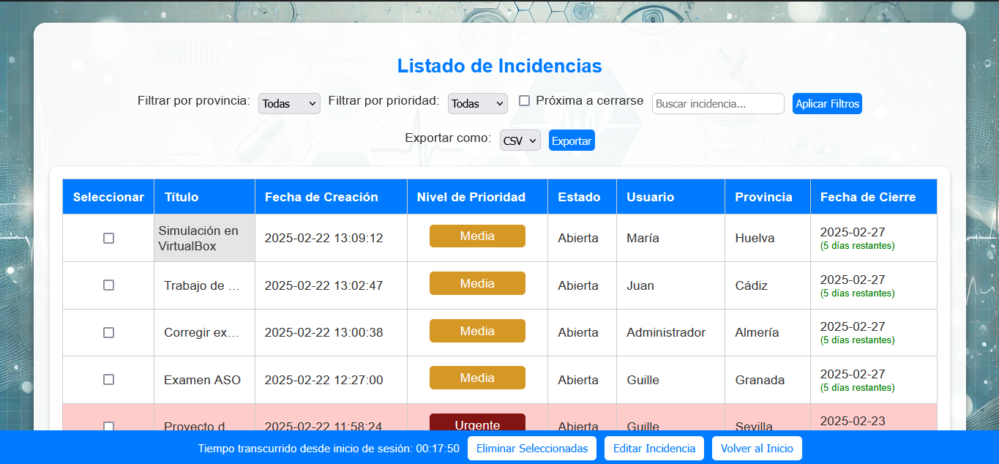 Listado de Incidencias
Filtrar por provincia: Todas Filtrar por prioridad: Todas Próxima a cerrarse Buscar incidencia... Aplicar Filtros
Exportar como: CSV Exportar
Seleccionar Título Fecha de Creación Nivel de Prioridad Estado Usuario Provincia Fecha de Cierre
Simulación en VirtualBox 2025-02-22 13:09:12 Media Abierta María Huelva 2025-02-27
(5 días restantes)
Trabajo de ... 2025-02-22 13:02:47 Media Abierta Juan Cádiz 2025-02-27
(5 días restantes)
Corregir ex... 2025-02-22 13:00:38 Media Abierta Administrador Almería 2025-02-27
(5 días restantes)
Examen ASO 2025-02-22 12:27:00 Media Abierta Guille Granada 2025-02-27
(5 días restantes)
Proyecto d 2025-02-22 11:58:24 Urgente Abierta Guille Sevilla 2025-02-23
Tiempo transcurrido desde inicio de sesión: 00:17:50 Eliminar Seleccionadas Editar Incidencia Volver al Inicio